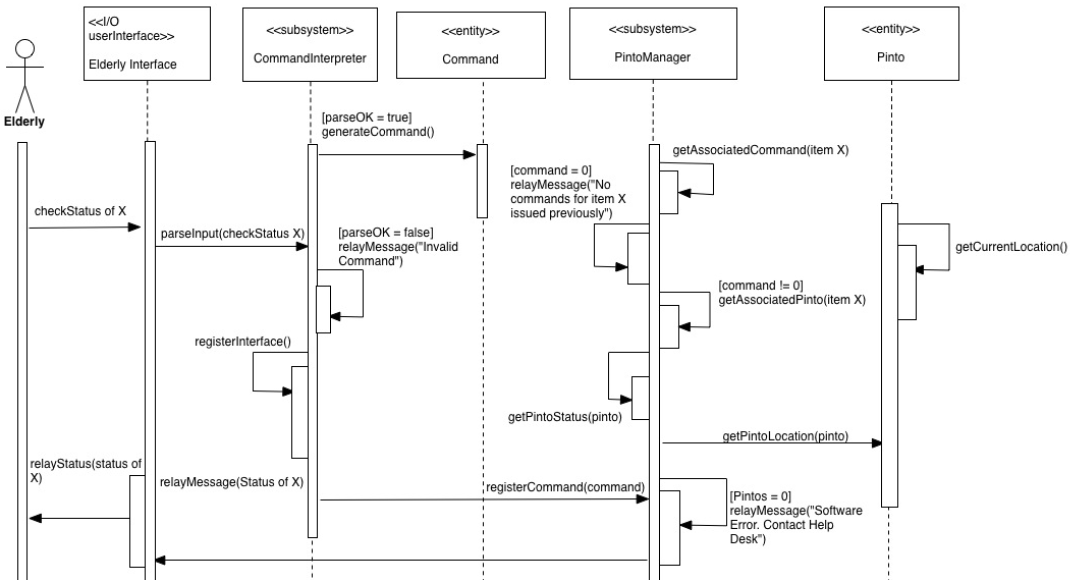 <<I/O
userInterface>>
Elderly Interface
<<subsystem>>
CommandInterpreter
<<entity>>
Command
<<subsystem>>
PintoManager
<<entity>>
Pinto
Elderly
[parseOK = true]
generateCommand()
getAssociatedCommand(item X)
[command = 0]
relayMessage("No
commands for item X
issued previously")
checkStatus of X
parseInput(checkStatus X)
[parseOK = false]
relayMessage("Invalid
Command")
getCurrentLocation()
[command != 0]
getAssociatedPinto(item X)
registerInterface()
getPintoStatus(pinto)
getPintoLocation(pinto)
relayStatus(status of
X)
relayMessage(Status of X)
registerCommand(command)
[Pintos = 0]
relayMessage("Software
Error. Contact Help
Desk")